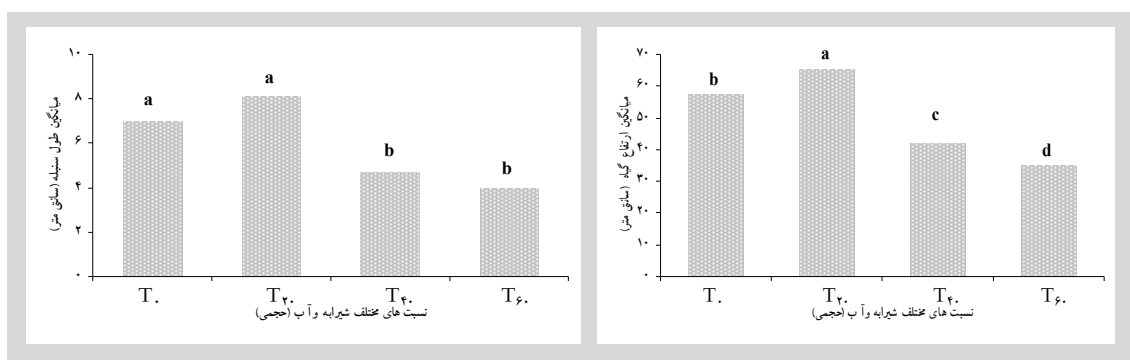 میانگین طول سنبله (سانتی متر)
۱۰
۸
۶
۴
۲
۰
a
a
b
b
T۰
T۲۰
T۴۰
T۶۰
نسبت های مختلف شیرابه و آ ب (حجمی)
میانگین ارتفاع گیاه (سانتی متر)
۷۰
۶۰
۵۰
۴۰
۳۰
۲۰
۱۰
۰
b
a
c
d
T۰
T۲۰
T۴۰
T۶۰
نسبت های مختلف شیرابه و آ ب (حجمی)